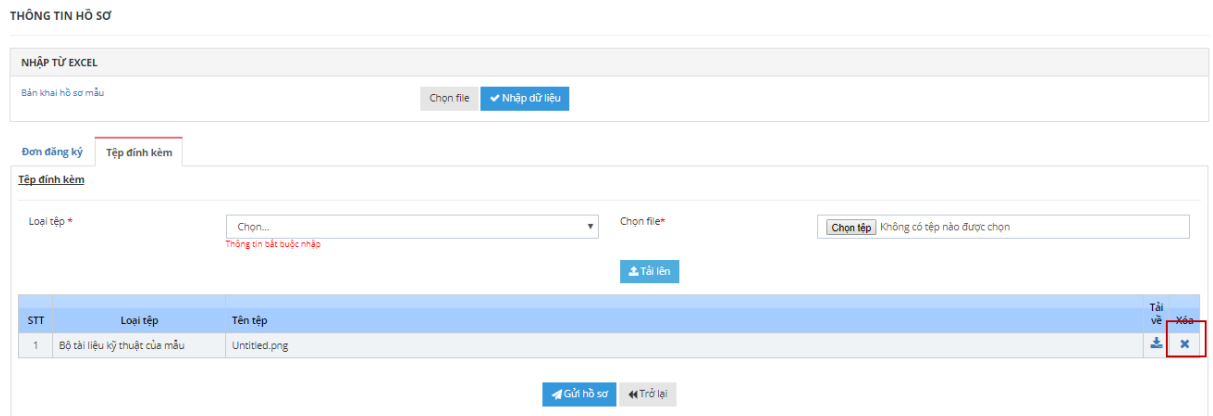 THÔNG TIN HỒ SƠ
NHẬP TỪ EXCEL
Bản khai hồ sơ mẫu
Chọn file
Nhập dữ liệu
Đơn đăng ký
Tệp đính kèm
Tệp đính kèm
Loại tệp *
Chọn...
Chọn file*
Chọn tệp Không có tệp nào được chọn
Thông tin bắt buộc nhập
Tải lên
STT Loại tệp Tên tệp Tải về Xóa
1 Bộ tài liệu kỹ thuật của mẫu Untitled.png
Gửi hồ sơ
Trở lại